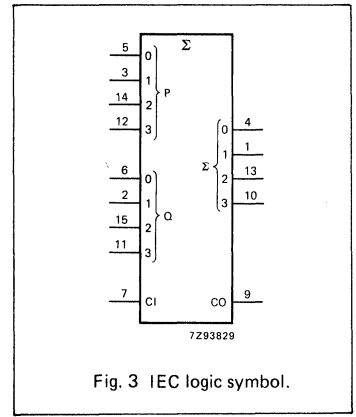 Σ
5 0
3 1
P
14 2
12 3
0 4
1 1
Σ
2 13
3 10
6 0
2 1
Q
15 2
11 3
7 CI
CO 9
7Z93829
Fig. 3 IEC logic symbol.